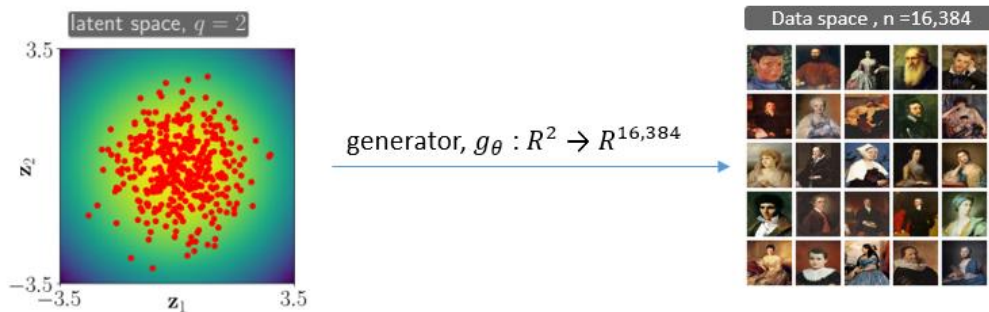 latent space, q = 2
Data space , n =16,384
3.5
z₂
generator, gθ : R² → R¹⁶,³⁸⁴
−3.5
−3.5
z₁
3.5